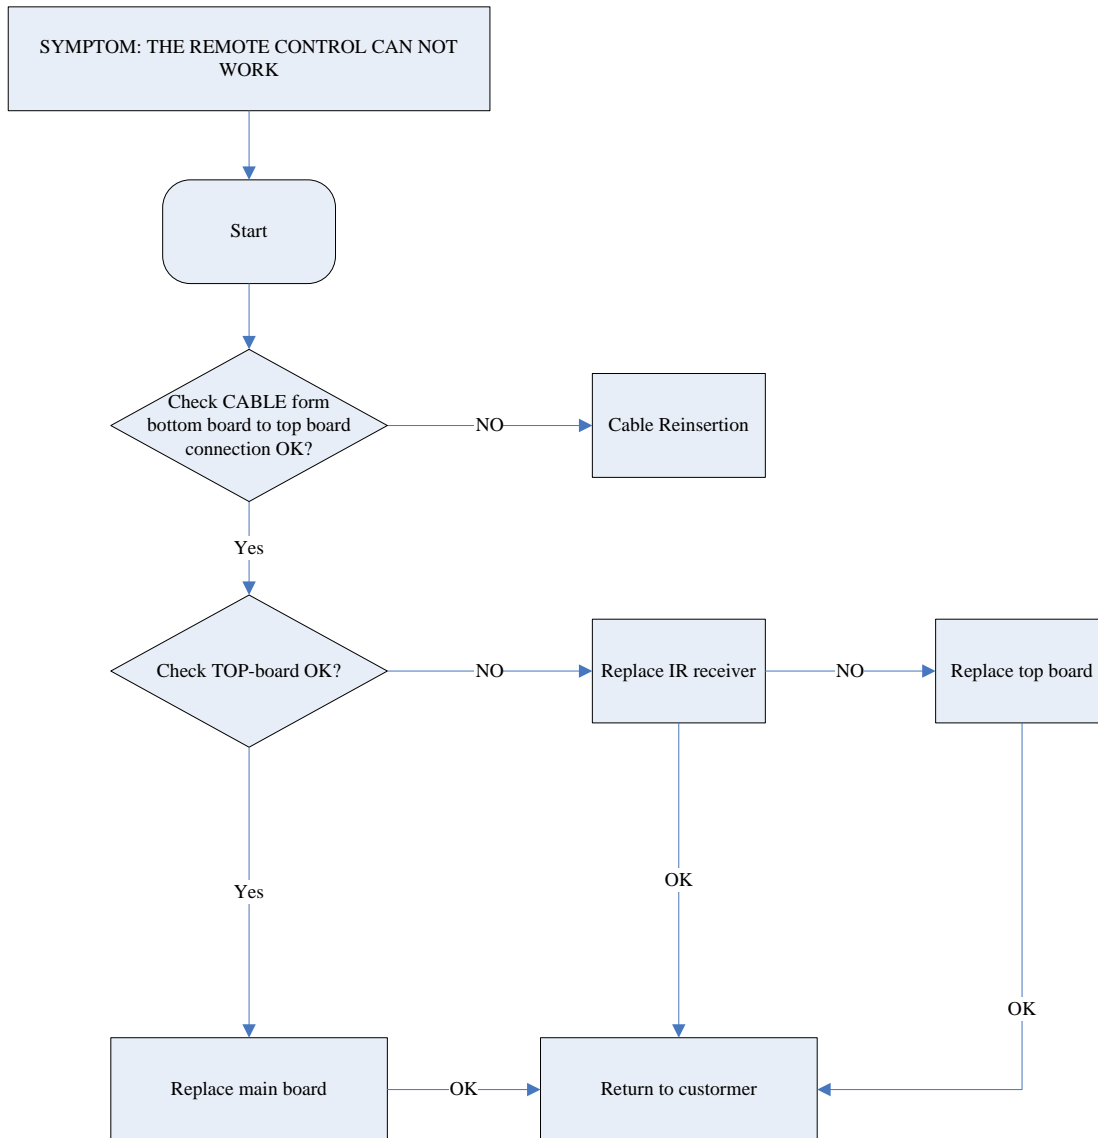 SYMPTOM: THE REMOTE CONTROL CAN NOT
WORK
Start
Check CABLE form
bottom board to top board
connection OK?
NO
Cable Reinsertion
Yes
Check TOP-board OK?
NO
Replace IR receiver
NO
Replace top board
Yes
OK
OK
Replace main board
OK
Return to custormer